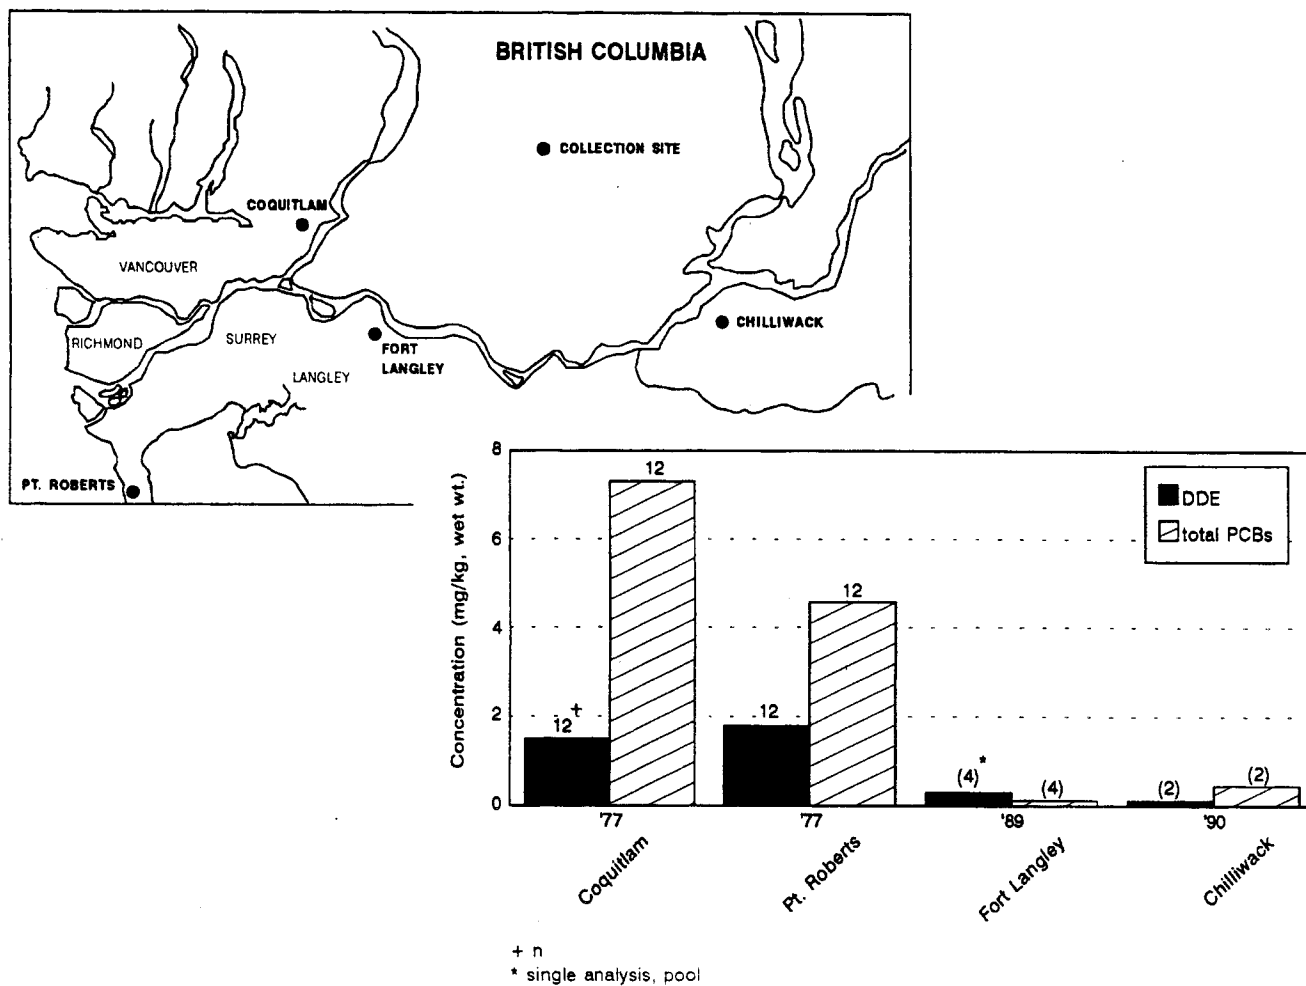 BRITISH COLUMBIA
COLLECTION SITE
COQUITLAM
VANCOUVER
CHILLIWACK
RICHMOND
SURREY
FORT
LANGLEY
LANGLEY
PT. ROBERTS
Concentration (mg/kg, wet wt.)
8
6
4
2
0
DDE
total PCBs
12+
12
12
12
(4)*
(4)
(2)
(2)
'77
'77
'89
'90
Coquitlam
Pt. Roberts
Fort Langley
Chilliwack
+ n
* single analysis, pool